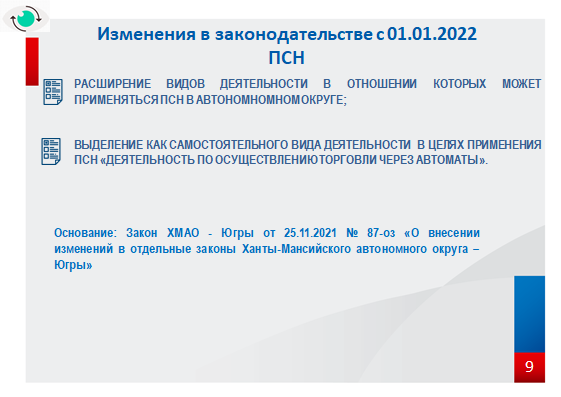 Изменения в законодательстве с 01.01.2022
ПСН
РАСШИРЕНИЕ ВИДОВ ДЕЯТЕЛЬНОСТИ В ОТНОШЕНИИ КОТОРЫХ МОЖЕТ
ПРИМЕНЯТЬСЯ ПСН В АВТОНОМНОМНОМ ОКРУГЕ;
ВЫДЕЛЕНИЕ КАК САМОСТОЯТЕЛЬНОГО ВИДА ДЕЯТЕЛЬНОСТИ В ЦЕЛЯХ ПРИМЕНЕНИЯ
ПСН «ДЕЯТЕЛЬНОСТЬ ПО ОСУЩЕСТВЛЕНИЮ ТОРГОВЛИ ЧЕРЕЗ АВТОМАТЫ».
Основание: Закон ХМАО - Югры от 25.11.2021 № 87-оз «О внесении
изменений в отдельные законы Ханты-Мансийского автономного округа –
Югры»
9